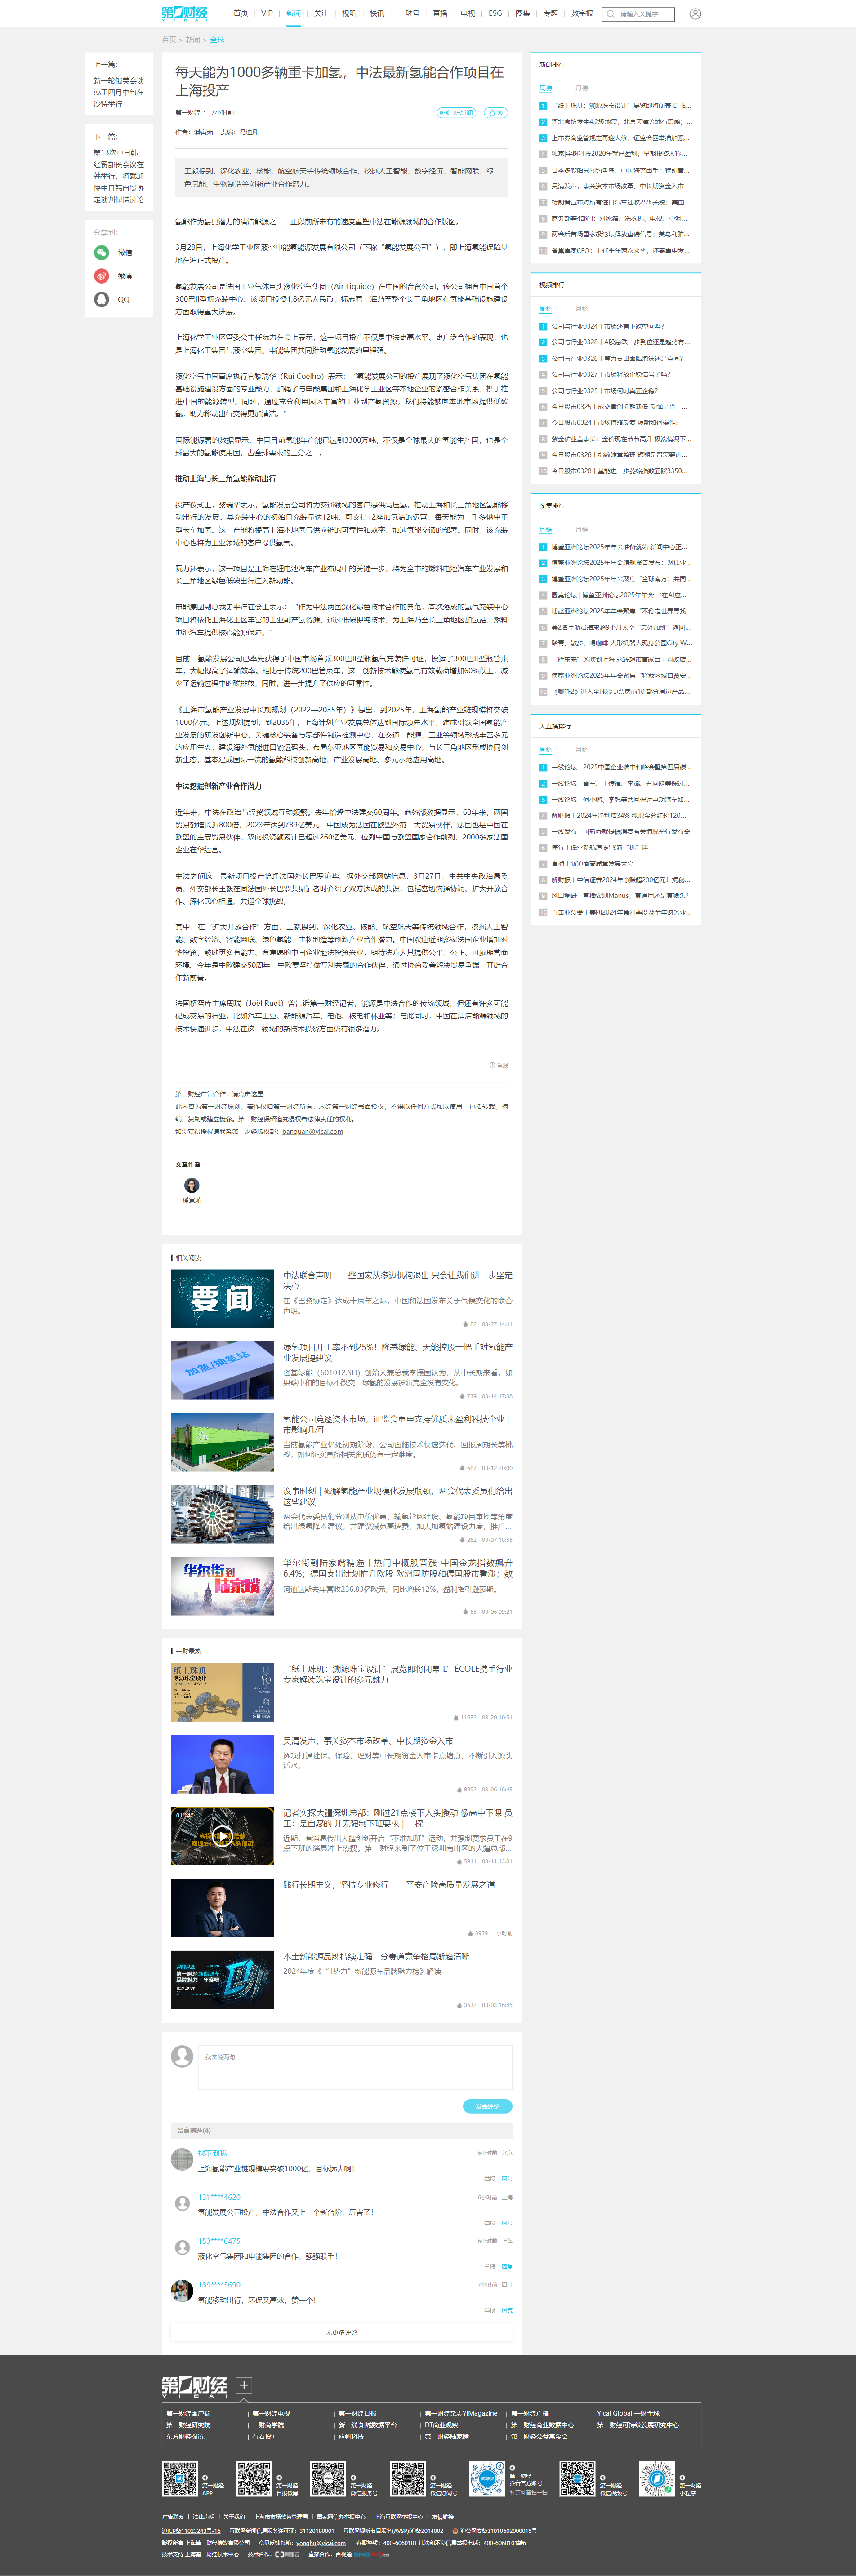 第一财经
YICAI
首页 | VIP | 新闻 | 关注 | 视听 | 快讯 | 一财号 | 直播 | 电视 | ESG | 图集 | 专题 | 数字报
请输入关键字
首页 > 新闻 > 全球
上一篇:
新一轮俄美会谈
或于四月中旬在
沙特举行
下一篇:
第13次中日韩
经贸部长会议在
韩举行，将就加
快中日韩自贸协
定谈判保持讨论
分享到:
微信
微博
QQ
每天能为1000多辆重卡加氢，中法最新氢能合作项目在
上海投产
第一财经 · 7小时前
听新闻
作者：潘寅茹 责编：冯迪凡
王毅提到，深化农业、核能、航空航天等传统领域合作，挖掘人工智能、数字经济、智能网联、绿
色氢能、生物制造等创新产业合作潜力。
氢能作为最具潜力的清洁能源之一，正以前所未有的速度重塑中法在能源领域的合作版图。
3月28日，上海化学工业区液空申能氢能源发展有限公司（下称“氢能发展公司”），即上海氢能保障基
地在沪正式投产。
氢能发展公司是法国工业气体巨头液化空气集团（Air Liquide）在中国的合资公司。该公司拥有中国首个
300巴II型瓶充装中心。该项目投资1.8亿元人民币，标志着上海乃至整个长三角地区在氢能基础设施建设
方面取得重大进展。
上海化学工业区管委会主任阮力在会上表示，这一项目投产不仅是中法更高水平、更广泛合作的表现，也
是上海化工集团与液空集团、申能集团共同推动氢能发展的里程碑。
液化空气中国首席执行官黎瑞华（Rui Coelho）表示：“氢能发展公司的投产展现了液化空气集团在氢能
基础设施建设方面的专业能力，加强了与申能集团和上海化学工业区等本地企业的紧密合作关系，携手推
进中国的能源转型。同时，通过充分利用园区丰富的工业副产氢资源，我们将能够向本地市场提供低碳
氢，助力移动出行变得更加清洁。”
国际能源署的数据显示，中国目前氢能年产能已达到3300万吨，不仅是全球最大的氢能生产国，也是全
球最大的氢能使用国，占全球需求的三分之一。
推动上海与长三角氢能移动出行
投产仪式上，黎瑞华表示，氢能发展公司将为交通领域的客户提供高压氢，推动上海和长三角地区氢能移
动出行的发展。其充装中心的初始日充装量达12吨，可支持12座加氢站的运营，每天能为一千多辆中重
型卡车加氢。这一产能将提高上海本地氢气供应链的可靠性和效率，加速氢能交通的部署。同时，该充装
中心也将为工业领域的客户提供氢气。
阮力还表示，这一项目是上海在锂电池汽车产业布局中的关键一步，将为全市的燃料电池汽车产业发展和
长三角地区绿色低碳出行注入新动能。
申能集团副总裁史平洋在会上表示：“作为中法两国深化绿色技术合作的典范，本次落成的氢气充装中心
项目将依托上海化工区丰富的工业副产氢资源，通过低碳提纯技术，为上海乃至长三角地区加氢站、燃料
电池汽车提供核心能源保障。”
目前，氢能发展公司已率先获得了中国市场首张300巴II型瓶氢气充装许可证，投运了300巴II型瓶管束
车，大幅提高了运输效率。相比于传统200巴管束车，这一创新技术能使氢气有效载荷增加60%以上，减
少了运输过程中的碳排放，同时，进一步提升了供应的可靠性。
《上海市氢能产业发展中长期规划（2022—2035年）》提出，到2025年，上海氢能产业链规模将突破
1000亿元。上述规划提到，到2035年，上海计划产业发展总体达到国际领先水平，建成引领全国氢能产
业发展的研发创新中心、关键核心装备与零部件制造检测中心，在交通、能源、工业等领域形成丰富多元
的应用生态，建设海外氢能进口输运码头，布局东亚地区氢能贸易和交易中心，与长三角地区形成协同创
新生态，基本建成国际一流的氢能科技创新高地、产业发展高地、多元示范应用高地。
中法挖掘创新产业合作潜力
近年来，中法在政治与经贸领域互动频繁。去年恰逢中法建交60周年。商务部数据显示，60年来，两国
贸易额增长近800倍，2023年达到789亿美元，中国成为法国在欧盟外第一大贸易伙伴，法国也是中国在
欧盟的主要贸易伙伴。双向投资额累计已超过260亿美元，位列中国与欧盟国家合作前列，2000多家法国
企业在华经营。
中法之间这一最新项目投产恰逢法国外长巴罗访华。据外交部网站信息，3月27日，中共中央政治局委
员、外交部长王毅在同法国外长巴罗共见记者时介绍了双方达成的共识，包括密切沟通协调、扩大开放合
作、深化民心相通、共迎全球挑战。
其中，在“扩大开放合作”方面，王毅提到，深化农业、核能、航空航天等传统领域合作，挖掘人工智
能、数字经济、智能网联、绿色氢能、生物制造等创新产业合作潜力。中国欢迎近期多家法国企业增加对
华投资，鼓励更多有能力、有意愿的中国企业赴法投资兴业，期待法方为其提供公平、公正、可预期营商
环境。今年是中欧建交50周年，中欧要坚持做互利共赢的合作伙伴，通过协商妥善解决贸易争端，开辟合
作新前景。
法国桥智库主席周瑞（Joël Ruet）曾告诉第一财经记者，能源是中法合作的传统领域，但还有许多可能
促成交易的行业，比如汽车工业、新能源汽车、电池、核电和林业等；与此同时，中国在清洁能源领域的
技术快速进步，中法在这一领域的新技术投资方面仍有很多潜力。
举报
第一财经广告合作，请点击这里
此内容为第一财经原创，著作权归第一财经所有。未经第一财经书面授权，不得以任何方式加以使用，包括转载、摘
编、复制或建立镜像。第一财经保留追究侵权者法律责任的权利。
如需获得授权请联系第一财经版权部：banquan@yicai.com
文章作者
潘寅茹
相关阅读
要闻
中法联合声明：一些国家从多边机构退出 只会让我们进一步坚定
决心
在《巴黎协定》达成十周年之际，中国和法国发布关于气候变化的联合
声明。
82 03-27 14:41
加氢/换氢站
绿氢项目开工率不到25%！隆基绿能、天能控股一把手对氢能产
业发展提建议
隆基绿能（601012.SH）创始人兼总裁李振国认为，从中长期来看，如
果碳中和的目标不改变，绿氢的发展逻辑完全没有变化。
739 03-14 17:38
氢能公司竞逐资本市场，证监会重申支持优质未盈利科技企业上
市影响几何
当前氢能产业仍处初期阶段，公司面临技术快速迭代、回报周期长等挑
战，如何证实具备相关资质仍有一定难度。
687 03-12 20:00
议事时刻｜破解氢能产业规模化发展瓶颈，两会代表委员们给出
这些建议
两会代表委员们分别从电价优惠、输氢管网建设、氢能项目审批等角度
给出绿氢降本建议，并建议减免高速费，加大加氢站建设力度，推广...
262 03-07 18:55
华尔街到陆家嘴
华尔街到陆家嘴精选丨热门中概股普涨 中国金龙指数飙升
6.4%；德国支出计划推升欧股 欧洲国防股和德国股市看涨；数
阿迪达斯去年营收236.83亿欧元，同比增长12%，盈利指引逊预期。
55 03-06 09:21
一财最热
纸上珠玑
溯源珠宝设计
“纸上珠玑：溯源珠宝设计”展览即将闭幕 L’ÉCOLE携手行业
专家解读珠宝设计的多元魅力
11639 03-20 10:51
吴清发声，事关资本市场改革、中长期资金入市
逐项打通社保、保险、理财等中长期资金入市卡点堵点，不断引入源头
活水。
8992 03-06 16:43
记者实探大疆深圳总部：刚过21点楼下人头攒动 像高中下课 员
工：是自愿的 并无强制下班要求｜一探
近期，有消息传出大疆创新开启“不准加班”运动，并强制要求员工在9
点下班的消息冲上热搜。第一财经来到了位于深圳南山区的大疆总部...
5911 03-11 13:01
践行长期主义，坚持专业修行——平安产险高质量发展之道
3939 1小时前
2024
本土新能源品牌持续走强，分赛道竞争格局渐趋清晰
2024年度《“1势力”新能源车品牌魅力榜》解读
3532 03-03 16:45
我来说两句
发表评论
留言精选(4)
找不到我
6小时前 北京
上海氢能产业链规模要突破1000亿，目标远大啊！
举报 回复
131****4620
6小时前 上海
氢能发展公司投产，中法合作又上一个新台阶，厉害了！
举报 回复
153****6475
6小时前 上海
液化空气集团和申能集团的合作，强强联手！
举报 回复
189****3690
7小时前 四川
氢能移动出行，环保又高效，赞一个！
举报 回复
无更多评论
新闻排行
周榜 月榜
1 “纸上珠玑：溯源珠宝设计”展览即将闭幕 L’É...
2 河北廊坊发生4.2级地震，北京天津等地有震感；...
3 上市券商监管规定再迎大修，证监会四举措加强...
4 独家|宇树科技2020年就已盈利，早期投资人称...
5 日本多艘船只闯钓鱼岛，中国海警出手；特朗普...
6 吴清发声，事关资本市场改革、中长期资金入市
7 特朗普宣布对所有进口汽车征收25%关税；美国...
8 商务部等4部门：对冰箱、洗衣机、电视、空调...
9 两会后首场国家级论坛释放重磅信号；美乌利雅...
10 雀巢集团CEO：上任半年两次来华，还要集中发...
视频排行
周榜 月榜
1 公司与行业0324丨市场还有下跌空间吗?
2 公司与行业0328丨A股急跌一步到位还是趋势有...
3 公司与行业0326丨算力支出面临泡沫还是空间?
4 公司与行业0327丨市场释放企稳信号了吗?
5 公司与行业0325丨市场何时真正企稳?
6 今日股市0325丨成交量创近期新低 反弹是否一...
7 今日股市0324丨市场情绪反复 短期如何操作?
8 紫金矿业董事长：金价现在节节高升 极端情况下...
9 今日股市0326丨指数缩量整理 短期是否需要进...
10 今日股市0328丨量能进一步萎缩指数回踩3350...
图集排行
周榜 月榜
1 博鳌亚洲论坛2025年年会准备就绪 新闻中心正...
2 博鳌亚洲论坛2025年年会旗舰报告发布：聚焦亚...
3 博鳌亚洲论坛2025年年会聚焦“全球南方：共同...
4 圆桌论坛 | 博鳌亚洲论坛2025年年会 “在AI应...
5 博鳌亚洲论坛2025年年会聚焦“不稳定世界寻找...
6 美2名宇航员结束超9个月太空“意外加班”返回...
7 踏青、散步、喝咖啡 人形机器人现身公园City W...
8 “胖东来”风吹到上海 永辉超市首家自主调改店...
9 博鳌亚洲论坛2025年年会聚焦“释放区域自贸安...
10 《哪吒2》进入全球影史票房前10 部分周边产品...
大直播排行
周榜 月榜
1 一线论坛丨2025中国企业碳中和峰会暨第四届碳...
2 一线论坛丨雷军、王传福、李斌、尹同跃等探讨...
3 一线论坛丨何小鹏、李想等共同探讨电动汽车如...
4 解财报丨2024年净利增34% 拟现金分红超120...
5 一线发布丨国新办就提振消费有关情况举行发布会
6 懂行丨低空新航道 起飞新“机”遇
7 直播丨新沪商高质量发展大会
8 解财报丨中信证券2024年净赚超200亿元！揭秘...
9 风口调研丨直播实测Manus，真通用还是真噱头?
10 直击业绩会丨美团2024年第四季度及全年财务业...
第一财经
YICAI
第一财经客户端 | 第一财经电视 | 第一财经日报 | 第一财经杂志YiMagazine | 第一财经广播 | Yicai Global 一财全球
第一财经研究院 | 一财商学院 | 新一线·知城数据平台 | DT商业观察 | 第一财经商业数据中心 | 第一财经可持续发展研究中心
东方财经·浦东 | 有看投+ | 应帆科技 | 第一财经陆家嘴 | 第一财经公益基金会
第一财经
APP
第一财经
日报微博
第一财经
微信服务号
第一财经
微信订阅号
第一财经
抖音官方账号
打开抖音扫一扫
第一财经
微信视频号
第一财经
小程序
广告联系 | 法律声明 | 关于我们 | 上海市市场监督管理局 | 国家网信办举报中心 | 上海互联网举报中心 | 友情链接
沪ICP备11023243号-16 互联网新闻信息服务许可证：31120180001 互联网视听节目服务(AVSP):沪备2014002 沪公网安备31010602000015号
版权所有 上海第一财经传媒有限公司 意见反馈邮箱：yonghu@yicai.com 客服热线：400-6060101 违法和不良信息举报电话：400-6060101转6
技术支持 上海第一财经技术中心 技术合作： 阿里云 直播合作：百视通